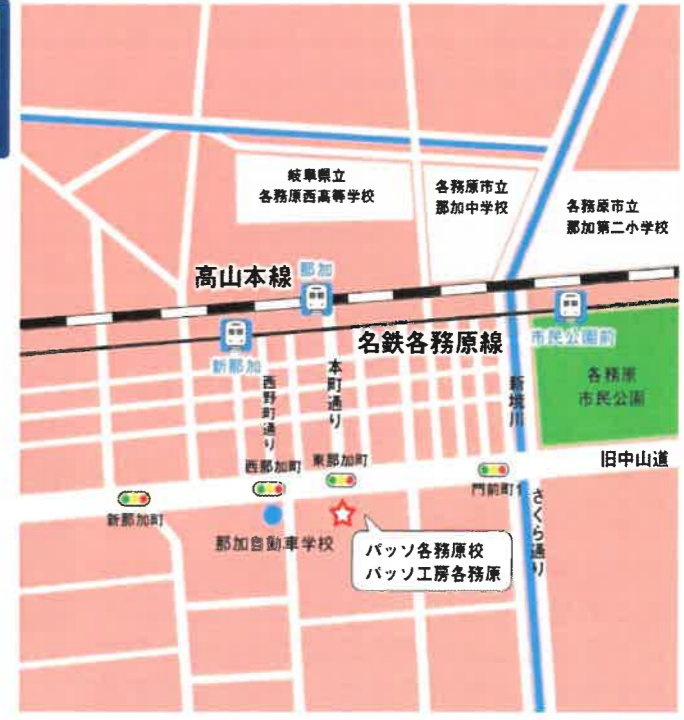 岐阜県立
各務原西高等学校
各務原市立
那加中学校
各務原市立
那加第二小学校
高山本線
那加
名鉄各務原線
新那加
市民公園前
各務原
市民公園
西野町通り
本町通り
新境川
旧中山道
西那加町
東那加町
門前町1
新那加町
さくら通り
那加自動車学校
パッソ各務原校
パッソ工房各務原